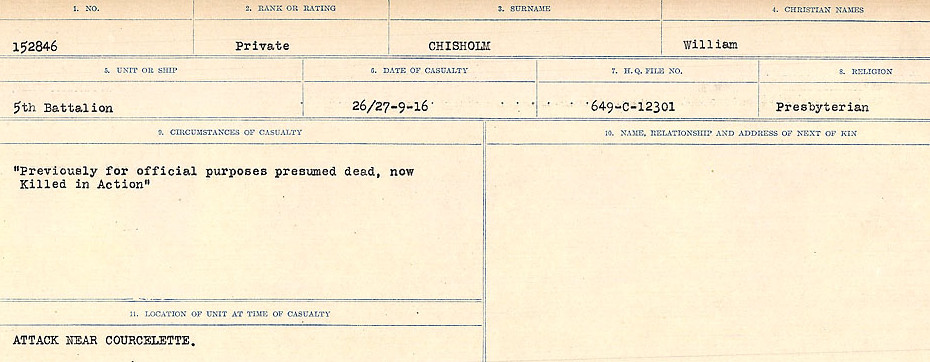 1. NO. 2. RANK OR RATING 3. SURNAME 4. CHRISTIAN NAMES
152846 Private CHISHOLM William
5. UNIT OR SHIP 6. DATE OF CASUALTY 7. H.Q. FILE NO. 8. RELIGION
5th Battalion 26/27-9-16 649-C-12301 Presbyterian
9. CIRCUMSTANCES OF CASUALTY 10. NAME, RELATIONSHIP AND ADDRESS OF NEXT OF KIN
"Previously for official purposes presumed dead, now
Killed in Action"
11. LOCATION OF UNIT AT TIME OF CASUALTY
ATTACK NEAR COURCELETTE.